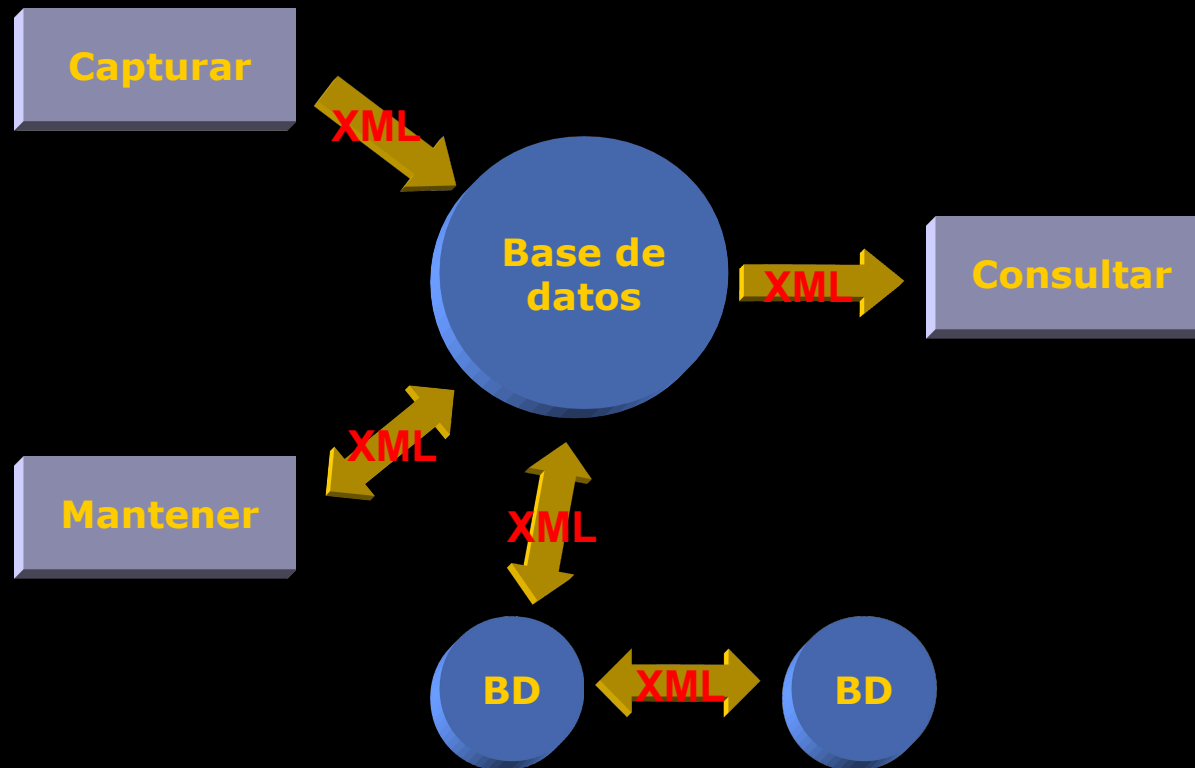 Capturar
XML
Base de
datos
XML
Consultar
XML
Mantener
XML
BD
XML
BD